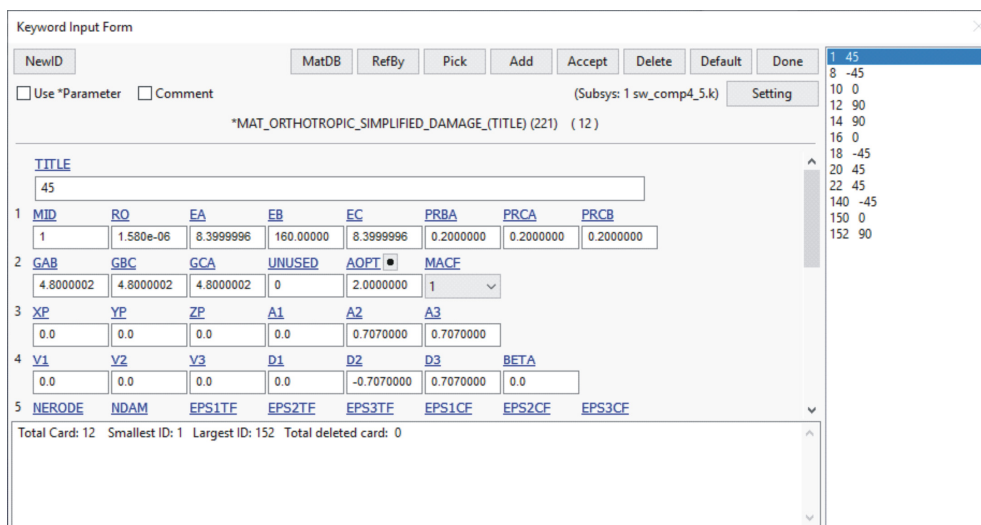 Keyword Input Form
NewID MatDB RefBy Pick Add Accept Delete Default Done
Use *Parameter Comment (Subsys: 1 sw_comp4_5.k) Setting
*MAT_ORTHOTROPIC_SIMPLIFIED_DAMAGE_(TITLE) (221) (12)
TITLE
45
1 MID RO EA EB EC PRBA PRCA PRCB
1 1.580e-06 8.3999996 160.00000 8.3999996 0.2000000 0.2000000 0.2000000
2 GAB GBC GCA UNUSED AOPT MACF
4.8000002 4.8000002 4.8000002 0 2.0000000 1
3 XP YP ZP A1 A2 A3
0.0 0.0 0.0 0.0 0.7070000 0.7070000
4 V1 V2 V3 D1 D2 D3 BETA
0.0 0.0 0.0 0.0 -0.7070000 0.7070000 0.0
5 NERODE NDAM EPS1TF EPS2TF EPS3TF EPS1CF EPS2CF EPS3CF
Total Card: 12 Smallest ID: 1 Largest ID: 152 Total deleted card: 0
1 45
8 -45
10 0
12 90
14 90
16 0
18 -45
20 45
22 45
140 -45
150 0
152 90